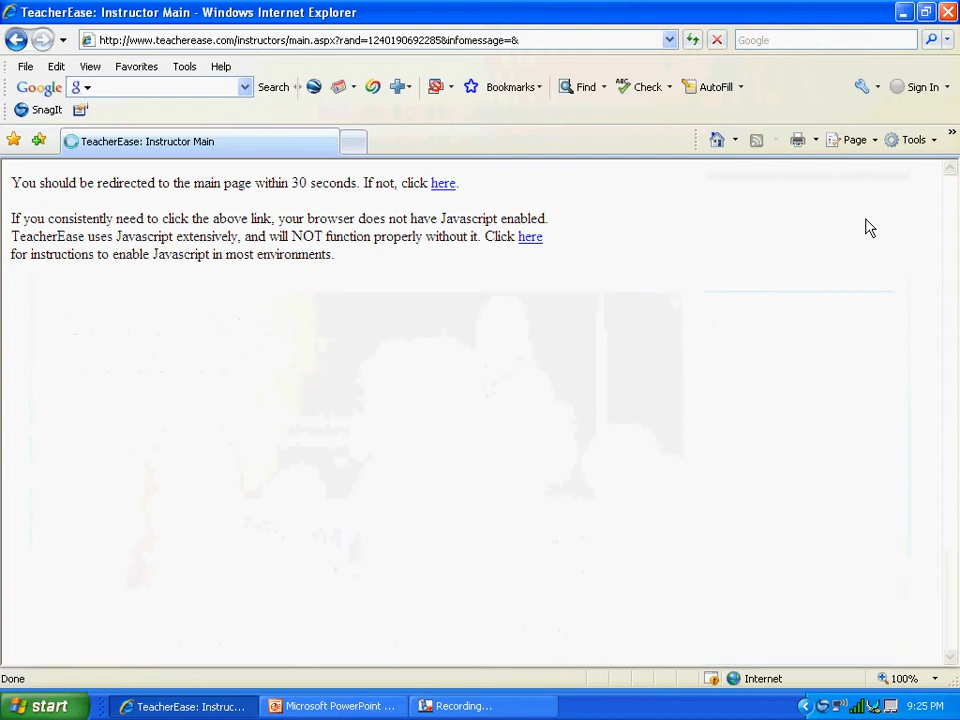 TeacherEase: Instructor Main - Windows Internet Explorer
http://www.teacherease.com/instructors/main.aspx?rand=1240190692285&infomessage=&
Google
File Edit View Favorites Tools Help
Google Search Bookmarks Find Check AutoFill Sign In
SnagIt
TeacherEase: Instructor Main
Page Tools
You should be redirected to the main page within 30 seconds. If not, click here.
If you consistently need to click the above link, your browser does not have Javascript enabled.
TeacherEase uses Javascript extensively, and will NOT function properly without it. Click here
for instructions to enable Javascript in most environments.
Done Internet 100%
start TeacherEase: Instruc... Microsoft PowerPoint ... Recording... 9:25 PM